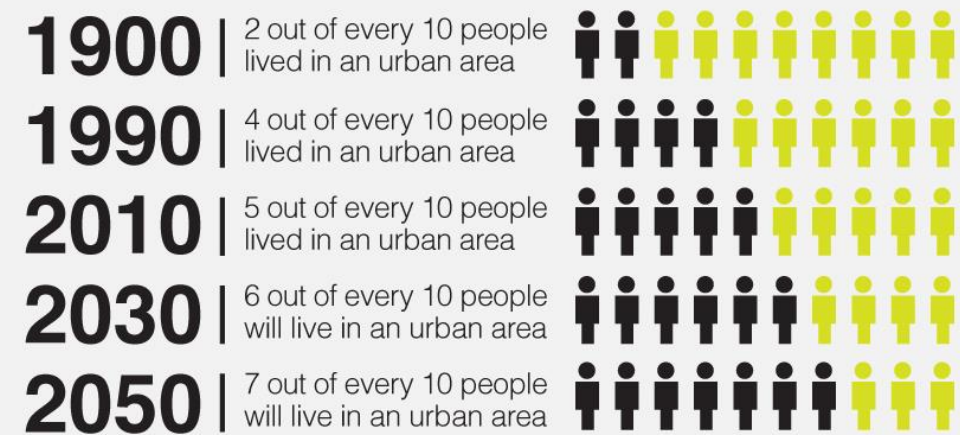 1900 | 2 out of every 10 people
lived in an urban area
1990 | 4 out of every 10 people
lived in an urban area
2010 | 5 out of every 10 people
lived in an urban area
2030 | 6 out of every 10 people
will live in an urban area
2050 | 7 out of every 10 people
will live in an urban area